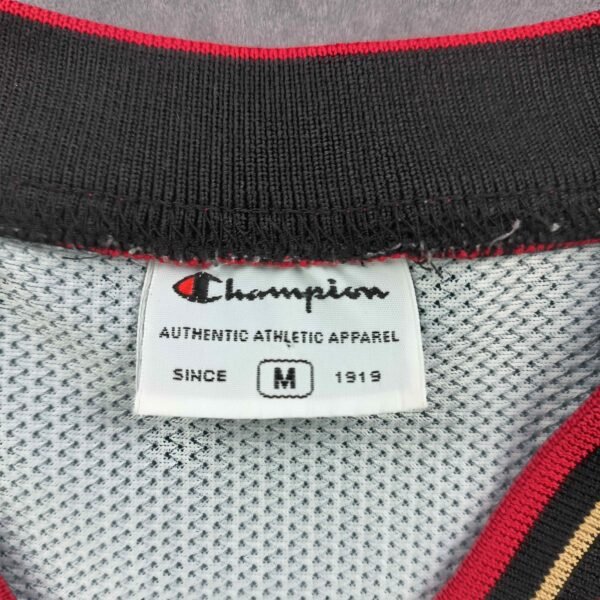 Champion
AUTHENTIC ATHLETIC APPAREL
SINCE M 1919